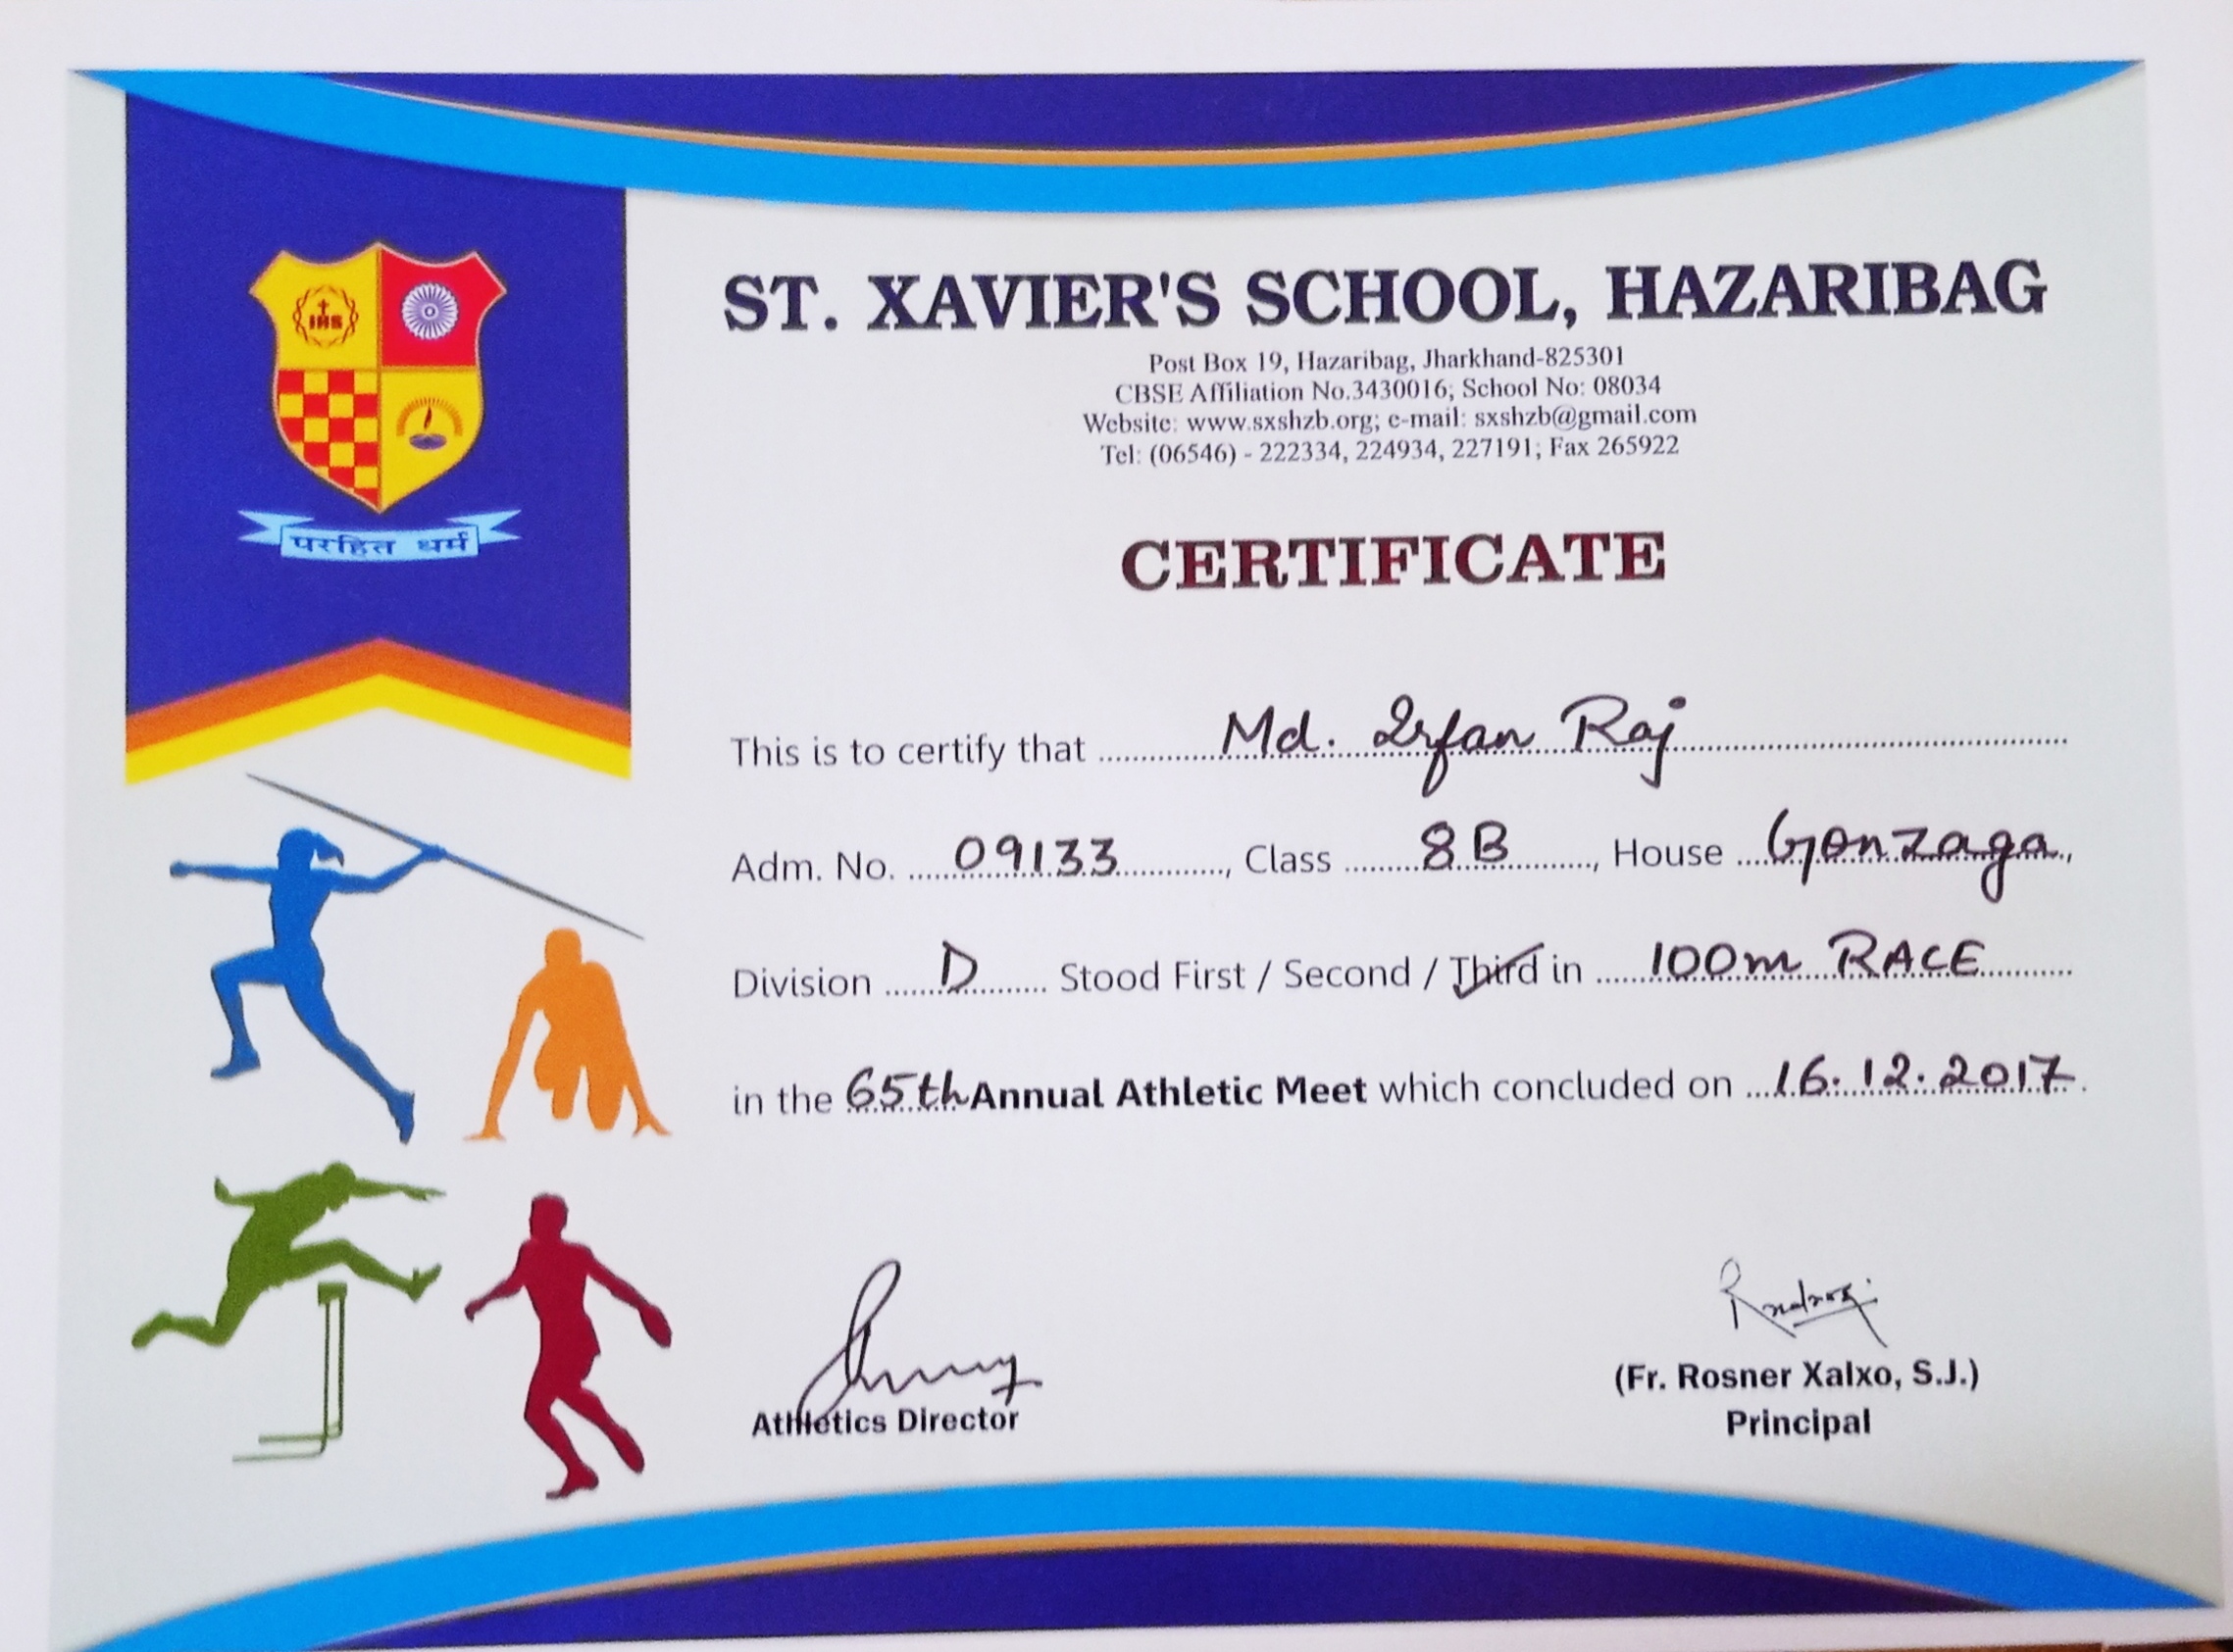 IHS
परहित धर्म
ST. XAVIER'S SCHOOL, HAZARIBAG
Post Box 19, Hazaribag, Jharkhand-825301
CBSE Affiliation No.3430016; School No: 08034
Website: www.sxshzb.org; e-mail: sxshzb@gmail.com
Tel: (06546) - 222334, 224934, 227191; Fax 265922
CERTIFICATE
This is to certify that Md. Irfan Raj
Adm. No. 09133, Class 8B, House Gonzaga,
Division D Stood First / Second / Third in 100m RACE
in the 65th Annual Athletic Meet which concluded on 16.12.2017.
Athletics Director
(Fr. Rosner Xalxo, S.J.)
Principal